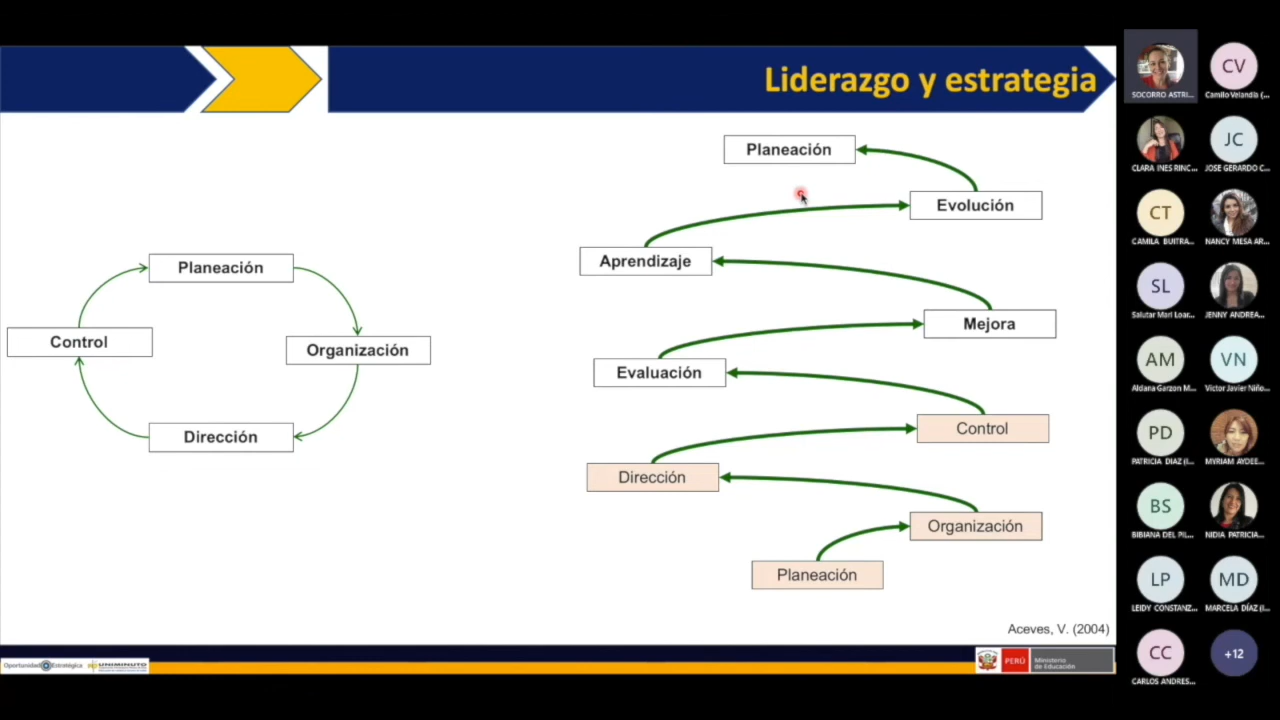 Liderazgo y estrategia
Planeación
Organización
Dirección
Control
Planeación
Evolución
Aprendizaje
Mejora
Evaluación
Control
Dirección
Organización
Planeación
Aceves, V. (2004)
Oportunidad Estratégica
UNIMINUTO
PERÚ
Ministerio
de Educación
SOCORRO ASTRI...
CV
Camilo Velandia (...
CLARA INES RINC...
JC
JOSE GERARDO C...
CT
CAMILA BUITRA...
NANCY MESA AR...
SL
Salutar Mari Loar...
JENNY ANDREA...
AM
Aldana Garzon M...
VN
Victor Javier Niño...
PD
PATRICIA DIAZ (I...
MYRIAM AYDEE...
BS
BIBIANA DEL PIL...
NIDIA PATRICIA...
LP
LEIDY CONSTANZ...
MD
MARCELA DÍAZ (I...
CC
CARLOS ANDRES...
+12